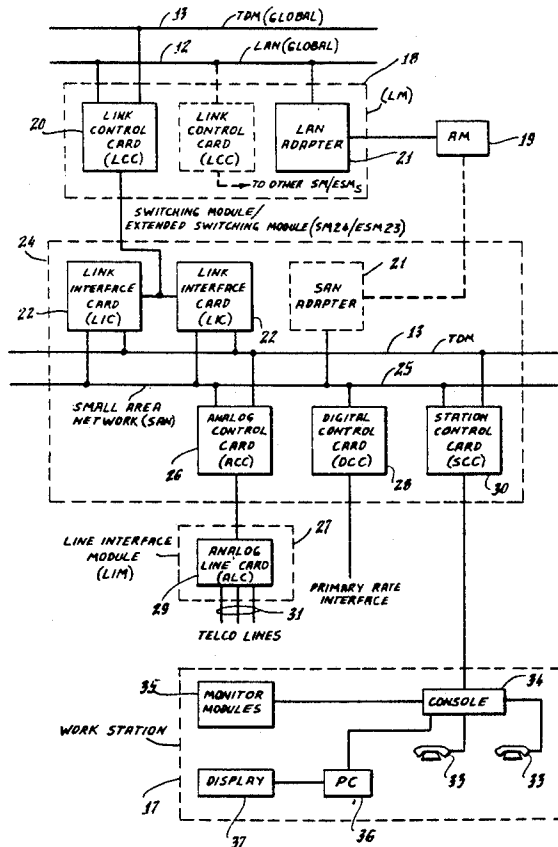 13
TDM (GLOBAL)
12
LAN (GLOBAL)
18
(LM)
20
LINK
CONTROL
CARD
(LCC)
LINK
CONTROL
CARD
(LCC)
LAN
ADAPTER
21
AM
19
TO OTHER SM/ESMS
SWITCHING MODULE/
EXTENDED SWITCHING MODULE (SM24/ESM23)
24
LINK
INTERFACE
CARD
(LIC)
22
LINK
INTERFACE
CARD
(LIC)
22
21
SAN
ADAPTER
13
TDM
25
SMALL AREA
NETWORK (SAN)
ANALOG
CONTROL
CARD
(ACC)
26
DIGITAL
CONTROL
CARD
(DCC)
28
STATION
CONTROL
CARD
(SCC)
30
LINE INTERFACE
MODULE
(LIM)
27
ANALOG
LINE CARD
(ALC)
29
31
TELCO LINES
PRIMARY RATE
INTERFACE
35
MONITOR
MODULES
34
CONSOLE
WORK STATION
33
33
17
DISPLAY
37
PC
36